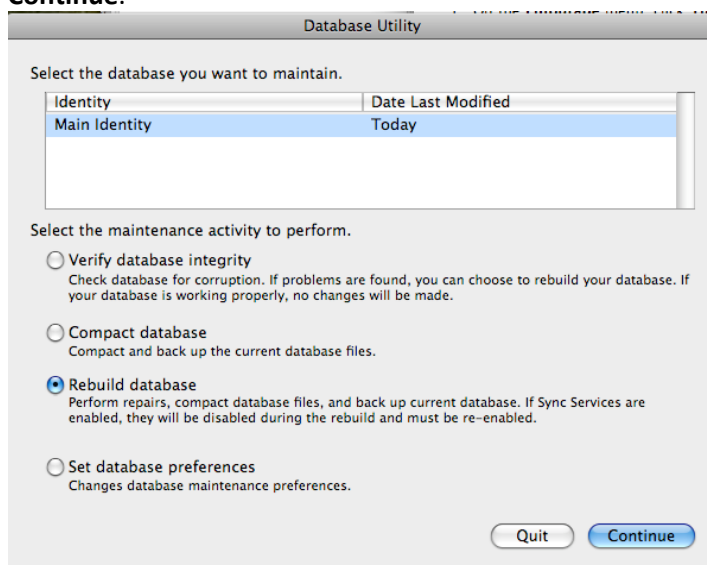 Continue.
Database Utility
Select the database you want to maintain.
Identity Date Last Modified
Main Identity Today
Select the maintenance activity to perform.
Verify database integrity
Check database for corruption. If problems are found, you can choose to rebuild your database. If
your database is working properly, no changes will be made.
Compact database
Compact and back up the current database files.
Rebuild database
Perform repairs, compact database files, and back up current database. If Sync Services are
enabled, they will be disabled during the rebuild and must be re-enabled.
Set database preferences
Changes database maintenance preferences.
Quit Continue